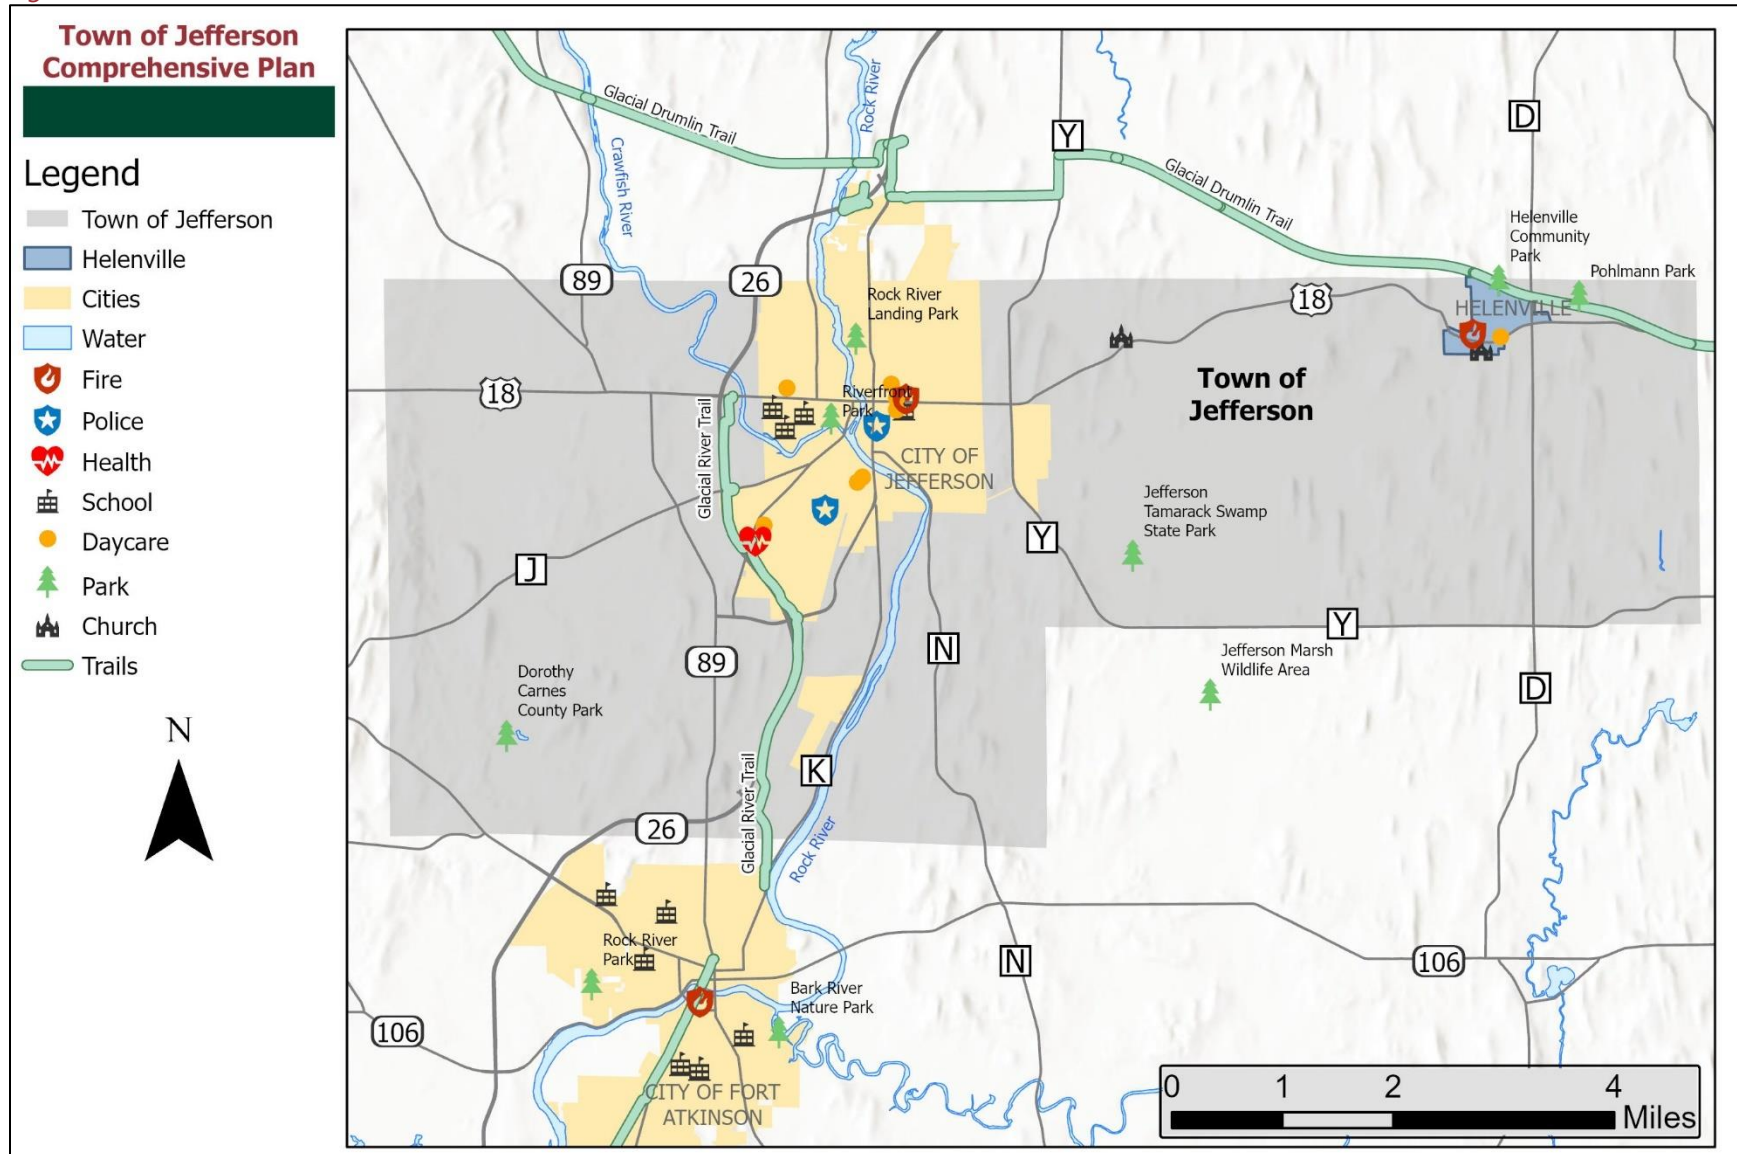 Town of Jefferson
Comprehensive Plan
Legend
Town of Jefferson
Helenville
Cities
Water
Fire
Police
Health
School
Daycare
Park
Church
Trails
N
Glacial Drumlin Trail
Rock River
Crawfish River
Y
D
Glacial Drumlin Trail
Helenville
Community
Park
Pohlmann Park
89
26
18
HELENVILLE
Rock River
Landing Park
18
Town of
Jefferson
Riverfront
Park
Glacial River Trail
CITY OF
JEFFERSON
Jefferson
Tamarack Swamp
State Park
J
Y
Y
N
89
Jefferson Marsh
Wildlife Area
D
Dorothy
Carnes
County Park
K
Glacial River Trail
26
Rock River
Rock River
Park
N
106
Bark River
Nature Park
106
CITY OF FORT
ATKINSON
0 1 2 4
Miles